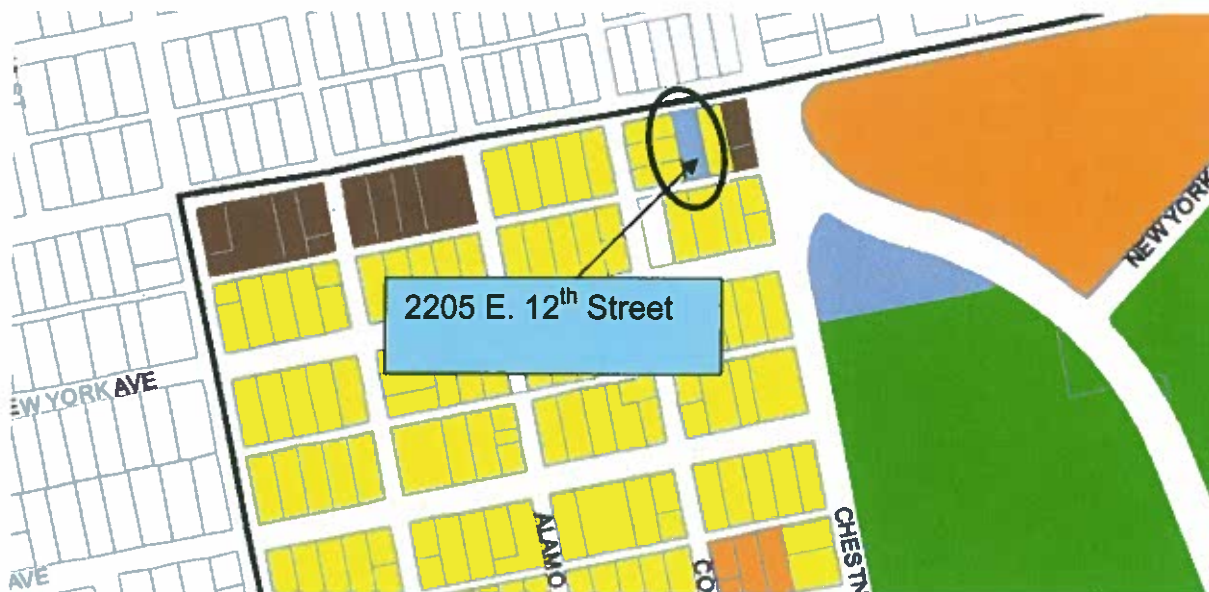 NEW YORK
2205 E. 12th Street
EW YORK AVE
ALAMO
CO
CHESTN
AVE